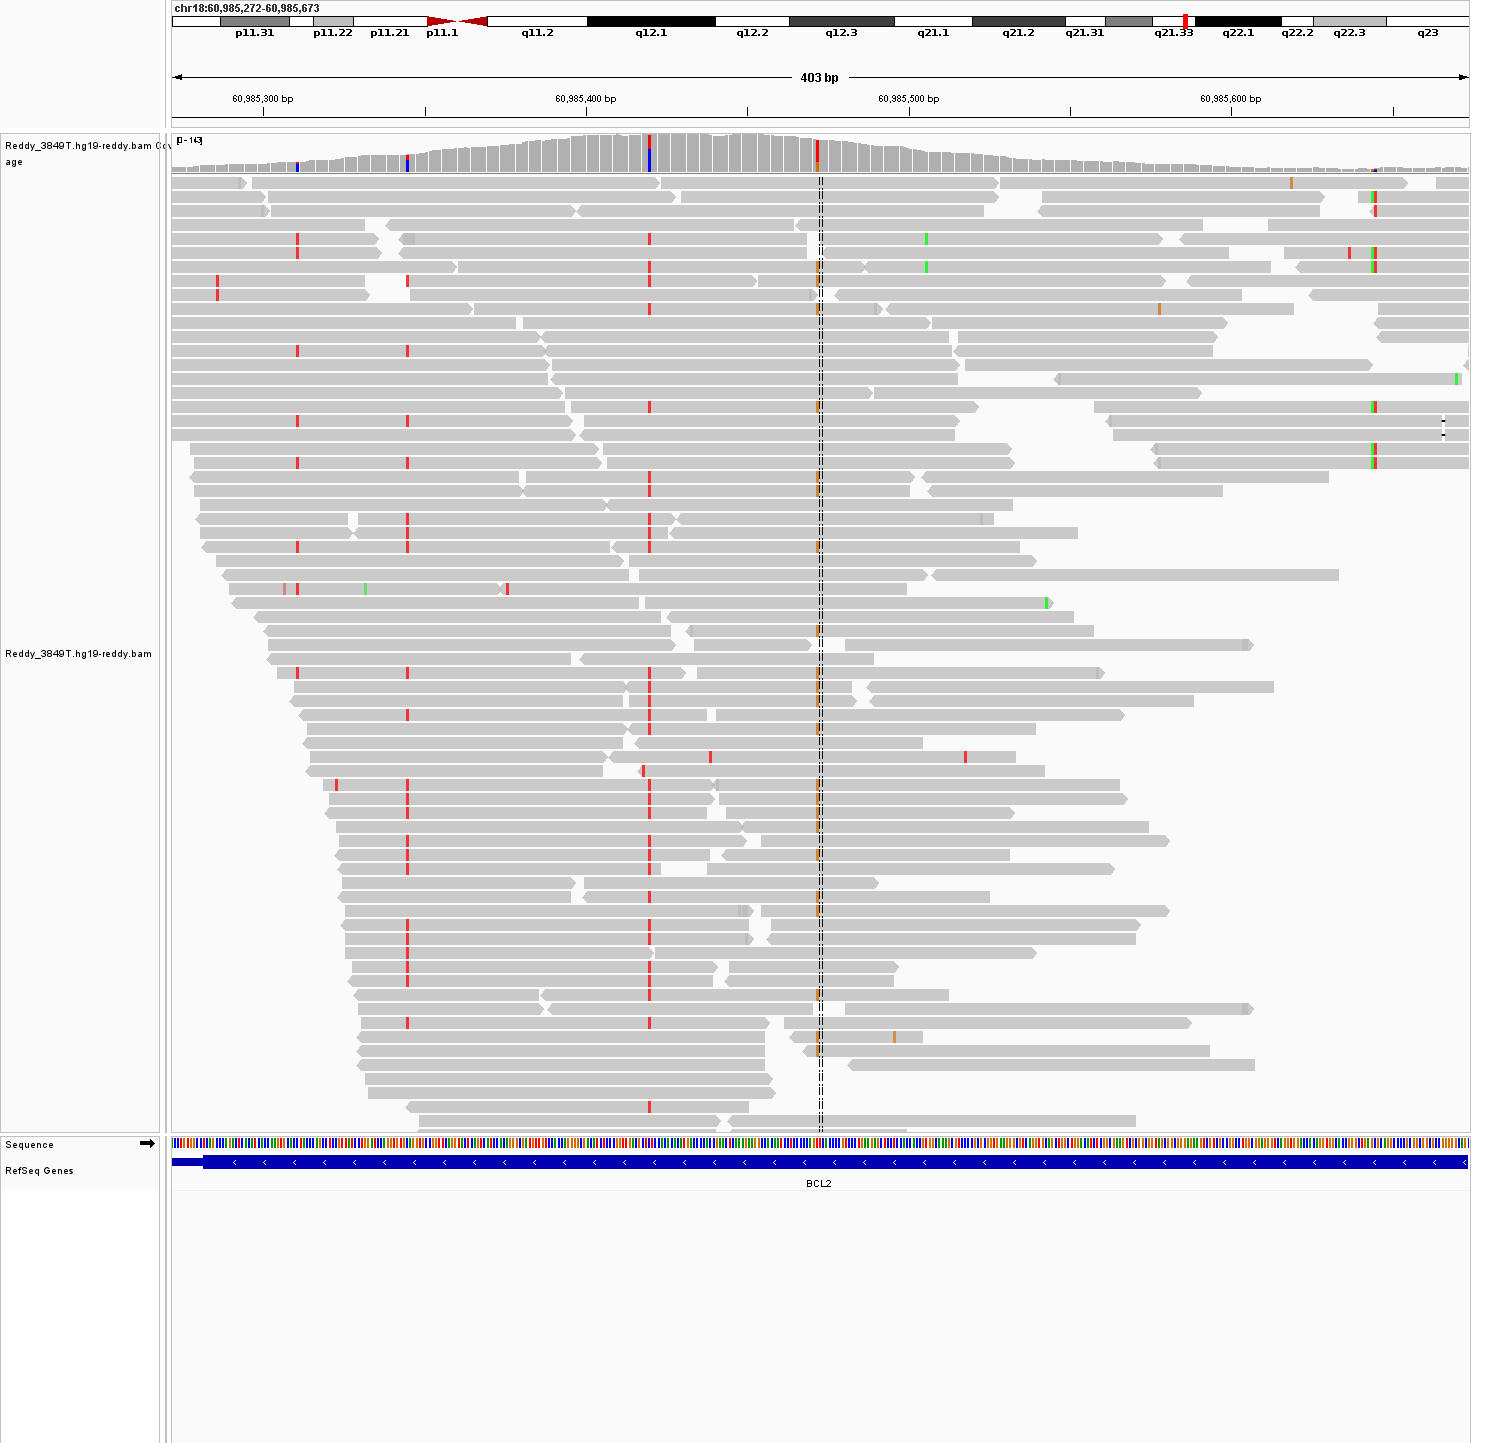 chr18:60,985,272-60,985,673
p11.31 p11.22 p11.21 p11.1 q11.2 q12.1 q12.2 q12.3 q21.1 q21.2 q21.31 q21.33 q22.1 q22.2 q22.3 q23
403 bp
60,985,300 bp 60,985,400 bp 60,985,500 bp 60,985,600 bp
Reddy_3849T.hg19-reddy.bam Cov
age
[0 - 143]
Reddy_3849T.hg19-reddy.bam
Sequence
RefSeq Genes
BCL2